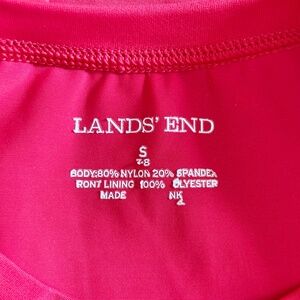 LANDS' END
S
7-8
BODY:80% NYLON 20% SPANDEX
RONT LINING 100% OLYESTER
MADE